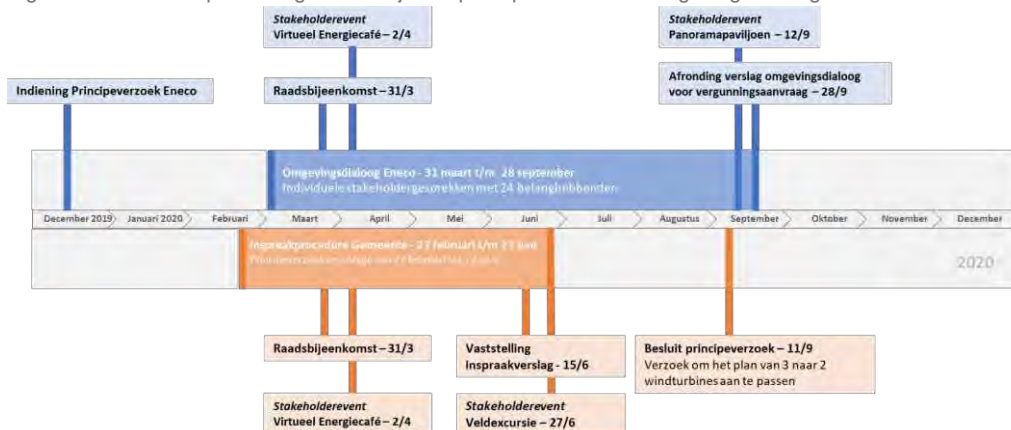 Stakeholderevent
Virtueel Energiecafé – 2/4
Stakeholderevent
Panoramapaviljoen – 12/9
Indiening Principeverzoek Eneco
Raadsbijeenkomst – 31/3
Afronding verslag omgevingsdialoog
voor vergunningsaanvraag – 28/9
Omgevingsdialoog Eneco - 31 maart t/m 28 september
Individuele stakeholdergesprekken met 24 belanghebbenden
December 2019 Januari 2020 Februari Maart April Mei Juni Juli Augustus September Oktober November December
Inspraakprocedure Gemeente - 27 februari t/m 27 juni
2020
Raadsbijeenkomst – 31/3
Vaststelling
Inspraakverslag - 15/6
Besluit principeverzoek – 11/9
Verzoek om het plan van 3 naar 2
windturbines aan te passen
Stakeholderevent
Virtueel Energiecafé – 2/4
Stakeholderevent
Veldexcursie – 27/6